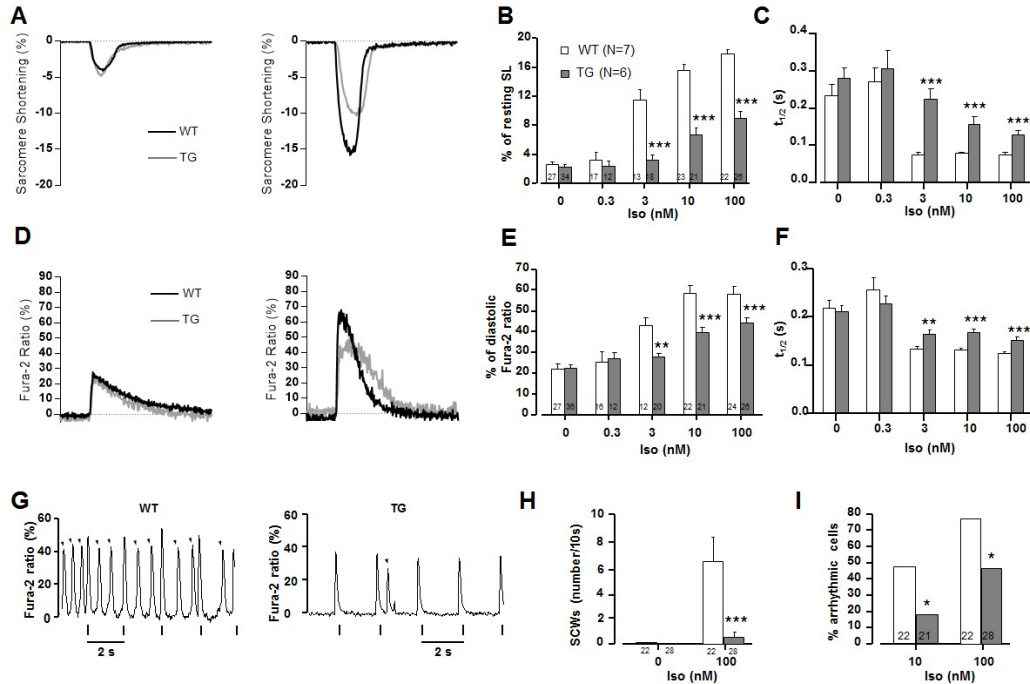 A
Sarcomere Shortening (%)
0
-5
-10
-15
-20
WT
TG
Sarcomere Shortening (%)
0
-5
-10
-15
-20
B
% of resting SL
20
15
10
5
0
WT (N=7)
TG (N=6)
***
***
***
27 34 17 12 13 18 23 21 22 26
0 0.3 3 10 100
Iso (nM)
C
t1/2 (s)
0.4
0.3
0.2
0.1
0.0
***
***
***
0 0.3 3 10 100
Iso (nM)
D
Fura-2 Ratio (%)
90
80
70
60
50
40
30
20
10
0
WT
TG
Fura-2 Ratio (%)
90
80
70
60
50
40
30
20
10
0
E
% of diastolic
Fura-2 ratio
70
60
50
40
30
20
10
0
**
***
***
27 36 16 12 12 20 22 21 24 26
0 0.3 3 10 100
Iso (nM)
F
t1/2 (s)
0.3
0.2
0.1
0.0
**
***
***
0 0.3 3 10 100
Iso (nM)
G
WT
Fura-2 ratio (%)
60
40
20
0
2 s
TG
Fura-2 ratio (%)
60
40
20
0
2 s
H
SCWs (number/10s)
10
8
6
4
2
0
***
22 28 22 28
0 100
Iso (nM)
I
% arrhythmic cells
80
70
60
50
40
30
20
10
0
*
*
22 21 22 28
10 100
Iso (nM)